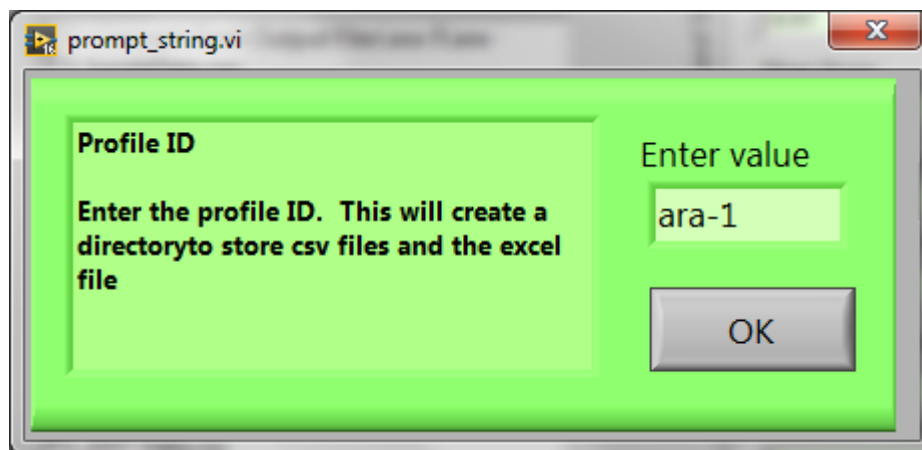 prompt_string.vi
Profile ID
Enter the profile ID.  This will create a
directoryto store csv files and the excel
file
Enter value
ara-1
OK